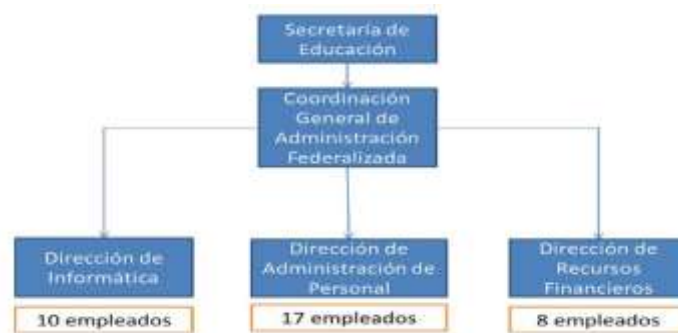 Secretaría de
Educación
Coordinación
General de
Administración
Federalizada
Dirección de
Informática
Dirección de
Administración de
Personal
Dirección de
Recursos
Financieros
10 empleados
17 empleados
8 empleados